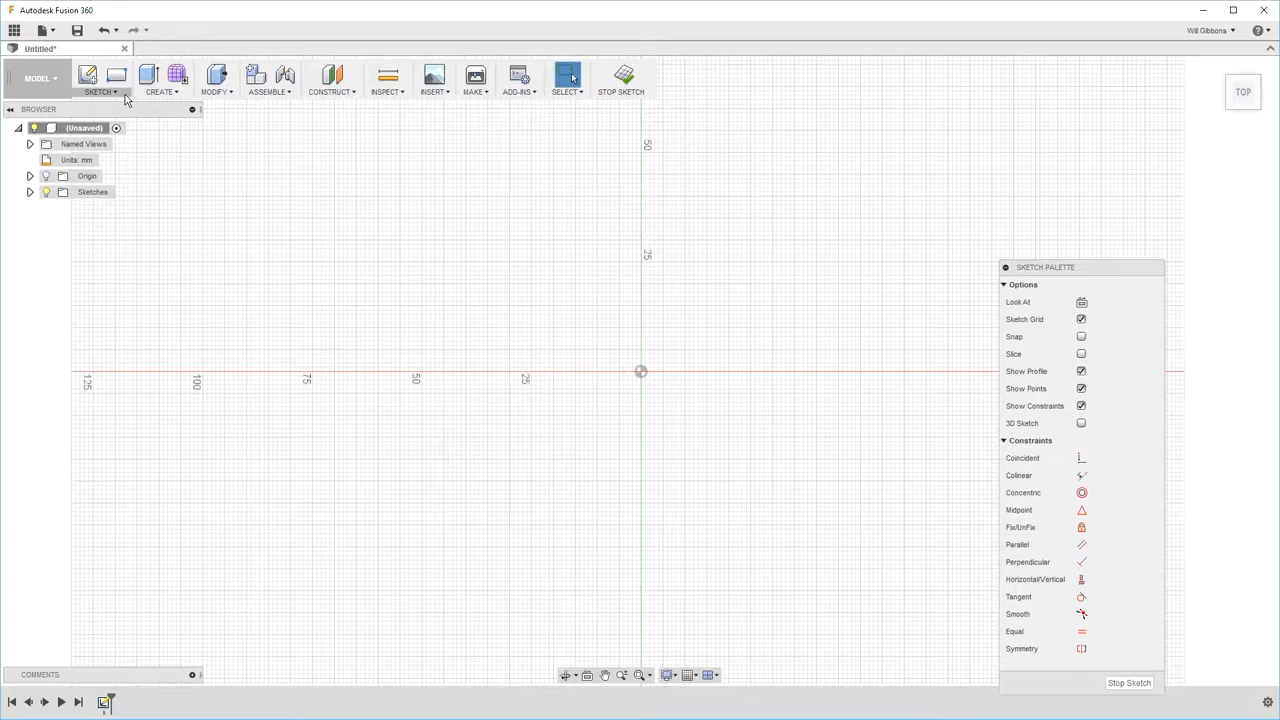 Autodesk Fusion 360
Will Gibbons
Untitled*
MODEL
SKETCH
CREATE
MODIFY
ASSEMBLE
CONSTRUCT
INSPECT
INSERT
MAKE
ADD-INS
SELECT
STOP SKETCH
TOP
BROWSER
(Unsaved)
Named Views
Units: mm
Origin
Sketches
50
25
125
100
75
50
25
SKETCH PALETTE
Options
Look At
Sketch Grid
Snap
Slice
Show Profile
Show Points
Show Constraints
3D Sketch
Constraints
Coincident
Colinear
Concentric
Midpoint
Fix/UnFix
Parallel
Perpendicular
Horizontal/Vertical
Tangent
Smooth
Equal
Symmetry
Stop Sketch
COMMENTS